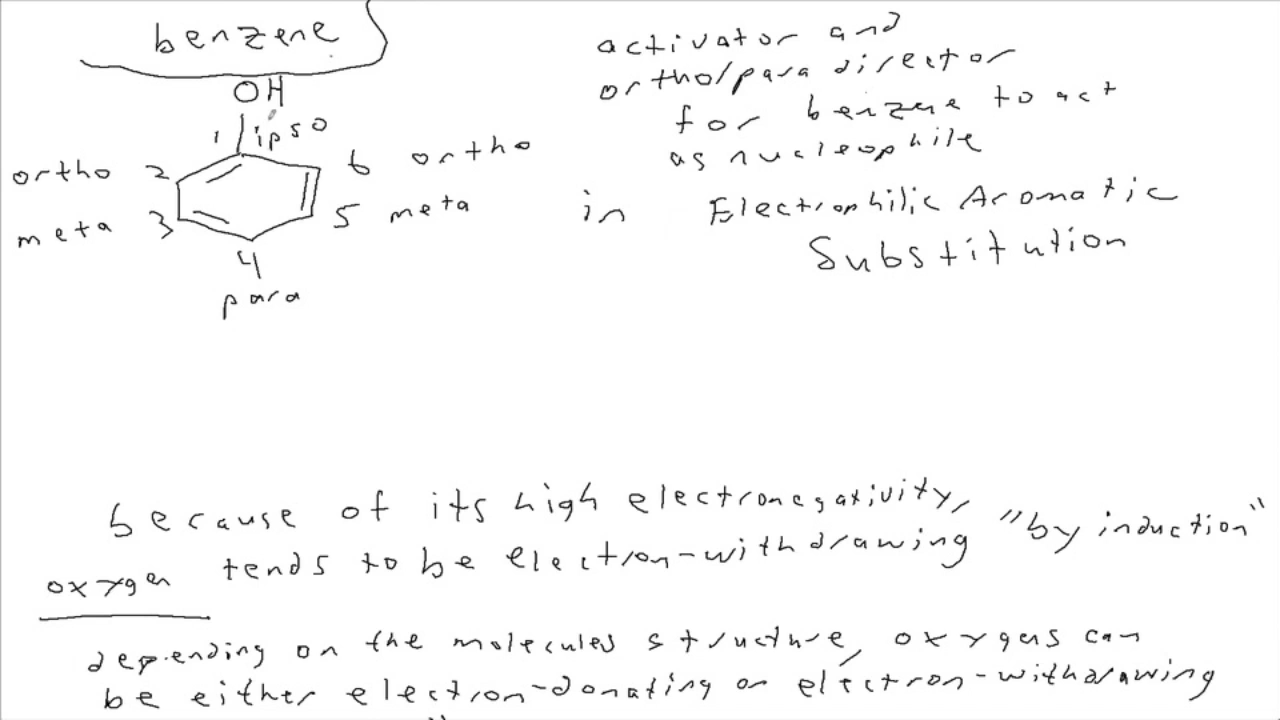 benzene
OH
1 ipso
ortho 2
6 ortho
meta 3
5 meta
4
para
activator and
ortho/para director
for benzene to act
as nucleophile
in Electrophilic Aromatic
Substitution
because of its high electronegativity, "by induction"
oxygen tends to be electron-withdrawing
depending on the molecules structure, oxygens can
be either electron-donating or electron-withdrawing